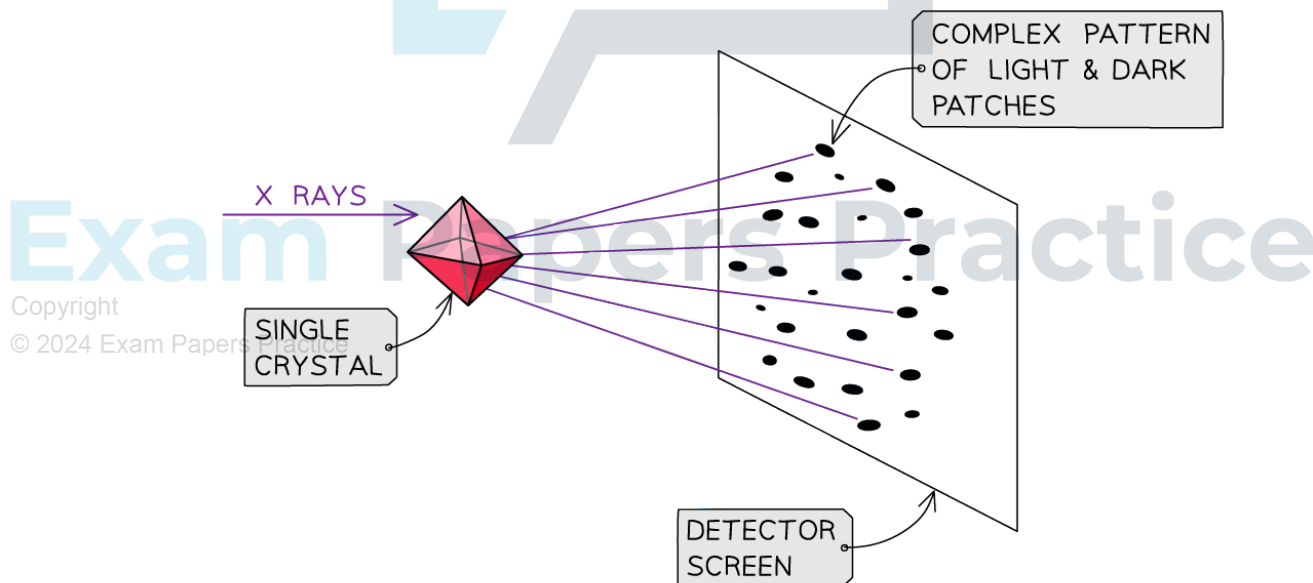 COMPLEX PATTERN
OF LIGHT & DARK
PATCHES
X RAYS
Exam Papers Practice
Copyright
© 2024 Exam Papers Practice
SINGLE
CRYSTAL
DETECTOR
SCREEN